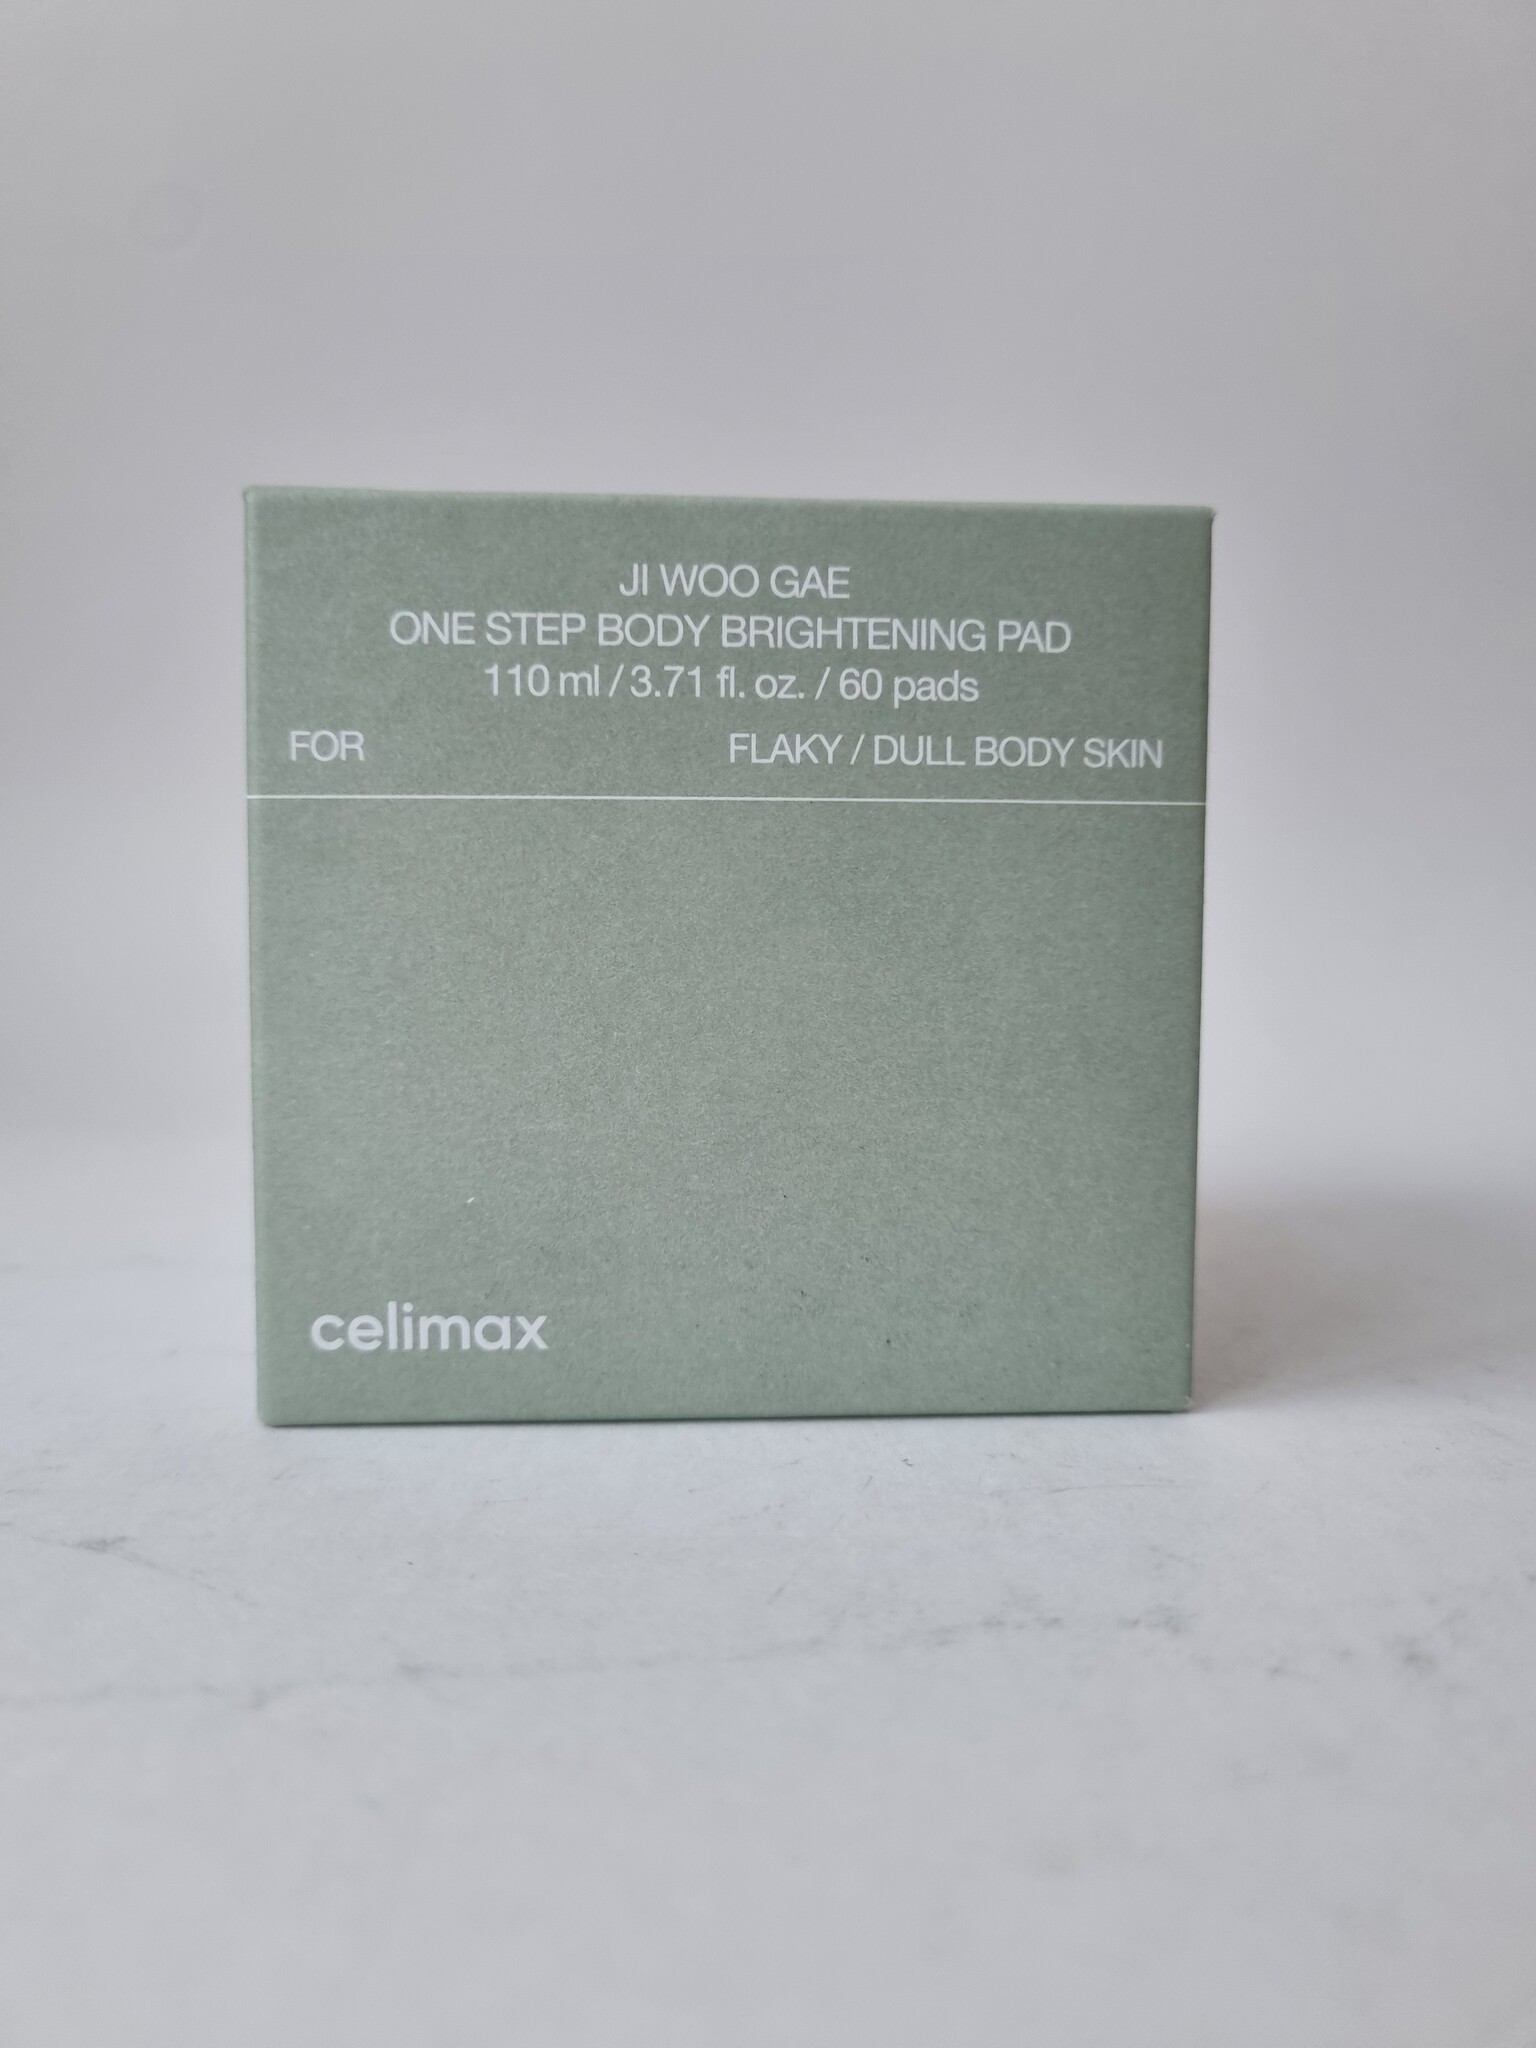 JI WOO GAE
ONE STEP BODY BRIGHTENING PAD
110 ml / 3.71 fl. oz. / 60 pads
FOR FLAKY / DULL BODY SKIN
celimax